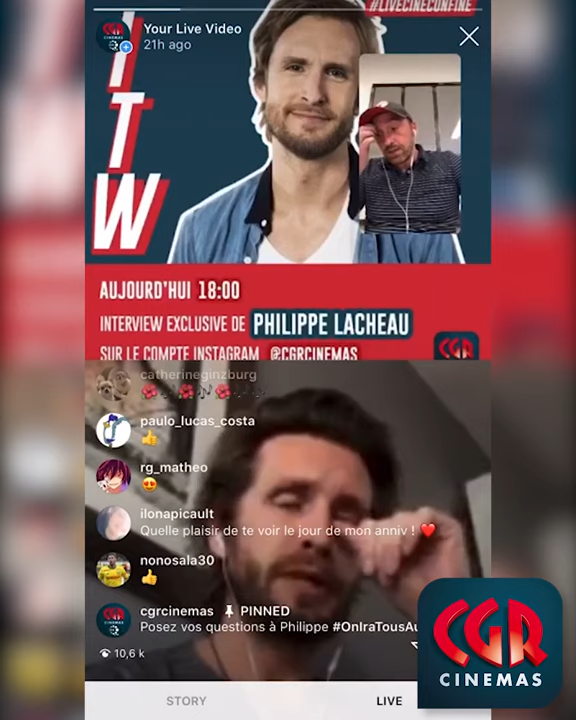 #LIVECINECONFINÉ
Your Live Video
21h ago
ITW
AUJOURD'HUI 18:00
INTERVIEW EXCLUSIVE DE PHILIPPE LACHEAU
SUR LE COMPTE INSTAGRAM @CGRCINEMAS
CGR
catherineginzburg
🌺🎶🌺🎶🌺🎶
paulo_lucas_costa
👍
rg_matheo
😍
ilonapicault
Quelle plaisir de te voir le jour de mon anniv ! ❤️
nonosala30
👍
cgrcinemas 📌 PINNED
Posez vos questions à Philippe #OnIraTousAu
10,6 k
STORY LIVE
CGR
CINEMAS